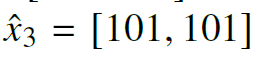 x̂₃ = [101, 101]